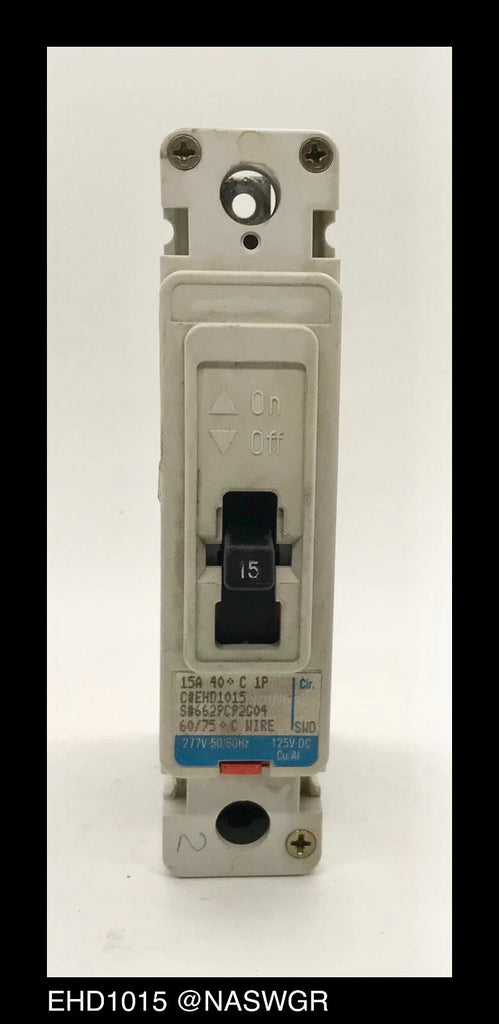 △ On
▽ Off
15
15A 40° C 1P
C#EHD1015
S#662PCP2G04
60/75° C WIRE
Cir.
SWD
277V 50/60Hz 125V DC
Cu/Al
2
EHD1015 @NASWGR